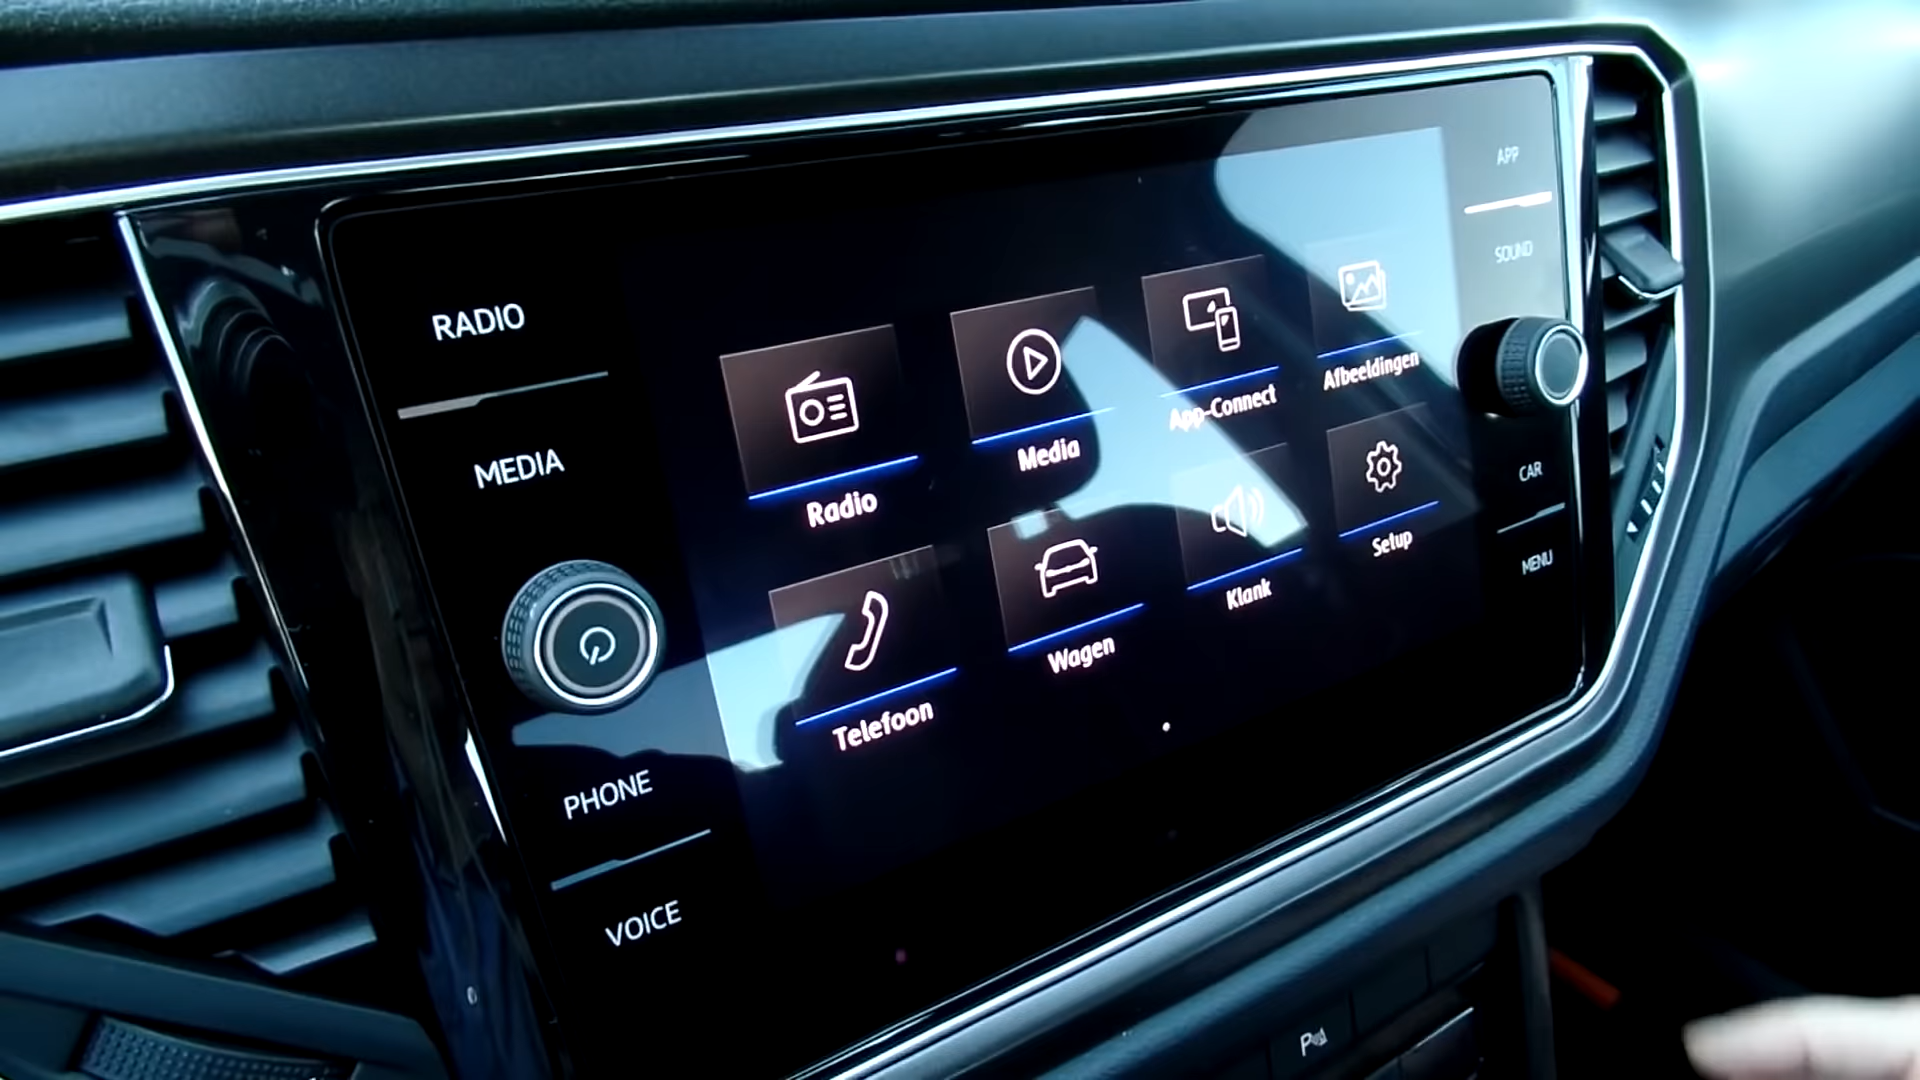 RADIO
MEDIA
PHONE
VOICE
Radio
Media
App-Connect
Afbeeldingen
Telefoon
Wagen
Klank
Setup
APP
SOUND
CAR
MENU
P